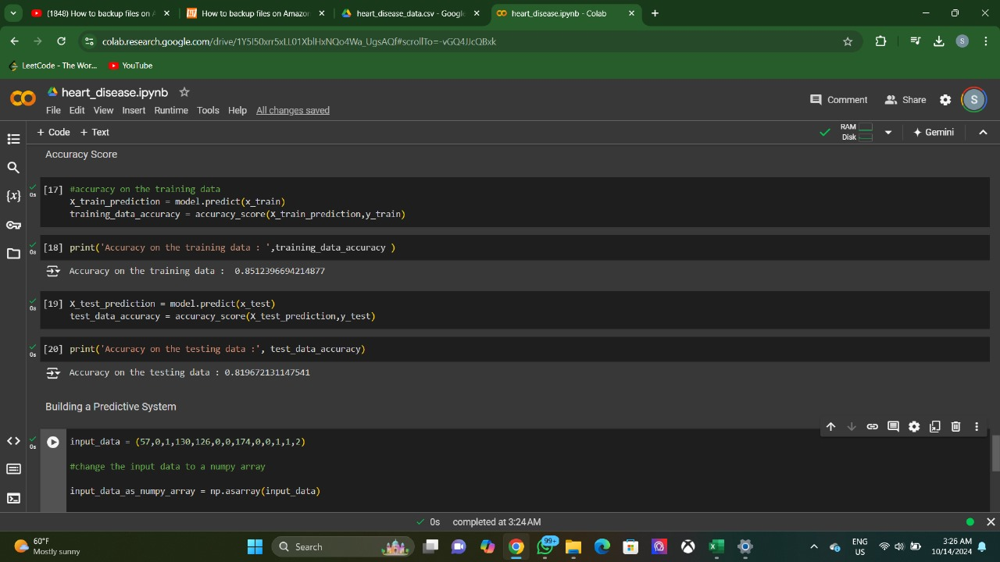 (1848) How to backup files on A
How to backup files on Amazon
heart_disease_data.csv - Google
heart_disease.ipynb - Colab
colab.research.google.com/drive/1Y5I50xrr5xLL01XblHxNQo4Wa_UgsAQf#scrollTo=-vGQ4JJcQBxk
S
LeetCode - The Wor...
YouTube
heart_disease.ipynb
Comment
Share
S
File Edit View Insert Runtime Tools Help All changes saved
+ Code + Text
RAM
Disk
Gemini
Accuracy Score
0s
[17] #accuracy on the training data
X_train_prediction = model.predict(x_train)
training_data_accuracy = accuracy_score(X_train_prediction,y_train)
0s
[18] print('Accuracy on the training data : ',training_data_accuracy )
Accuracy on the training data :  0.8512396694214877
0s
[19] X_test_prediction = model.predict(x_test)
test_data_accuracy = accuracy_score(X_test_prediction,y_test)
0s
[20] print('Accuracy on the testing data :', test_data_accuracy)
Accuracy on the testing data : 0.819672131147541
Building a Predictive System
0s
input_data = (57,0,1,130,126,0,0,174,0,0,1,1,2)
#change the input data to a numpy array
input_data_as_numpy_array = np.asarray(input_data)
0s completed at 3:24 AM
60°F
Mostly sunny
Search
99+
ENG
US
3:26 AM
10/14/2024